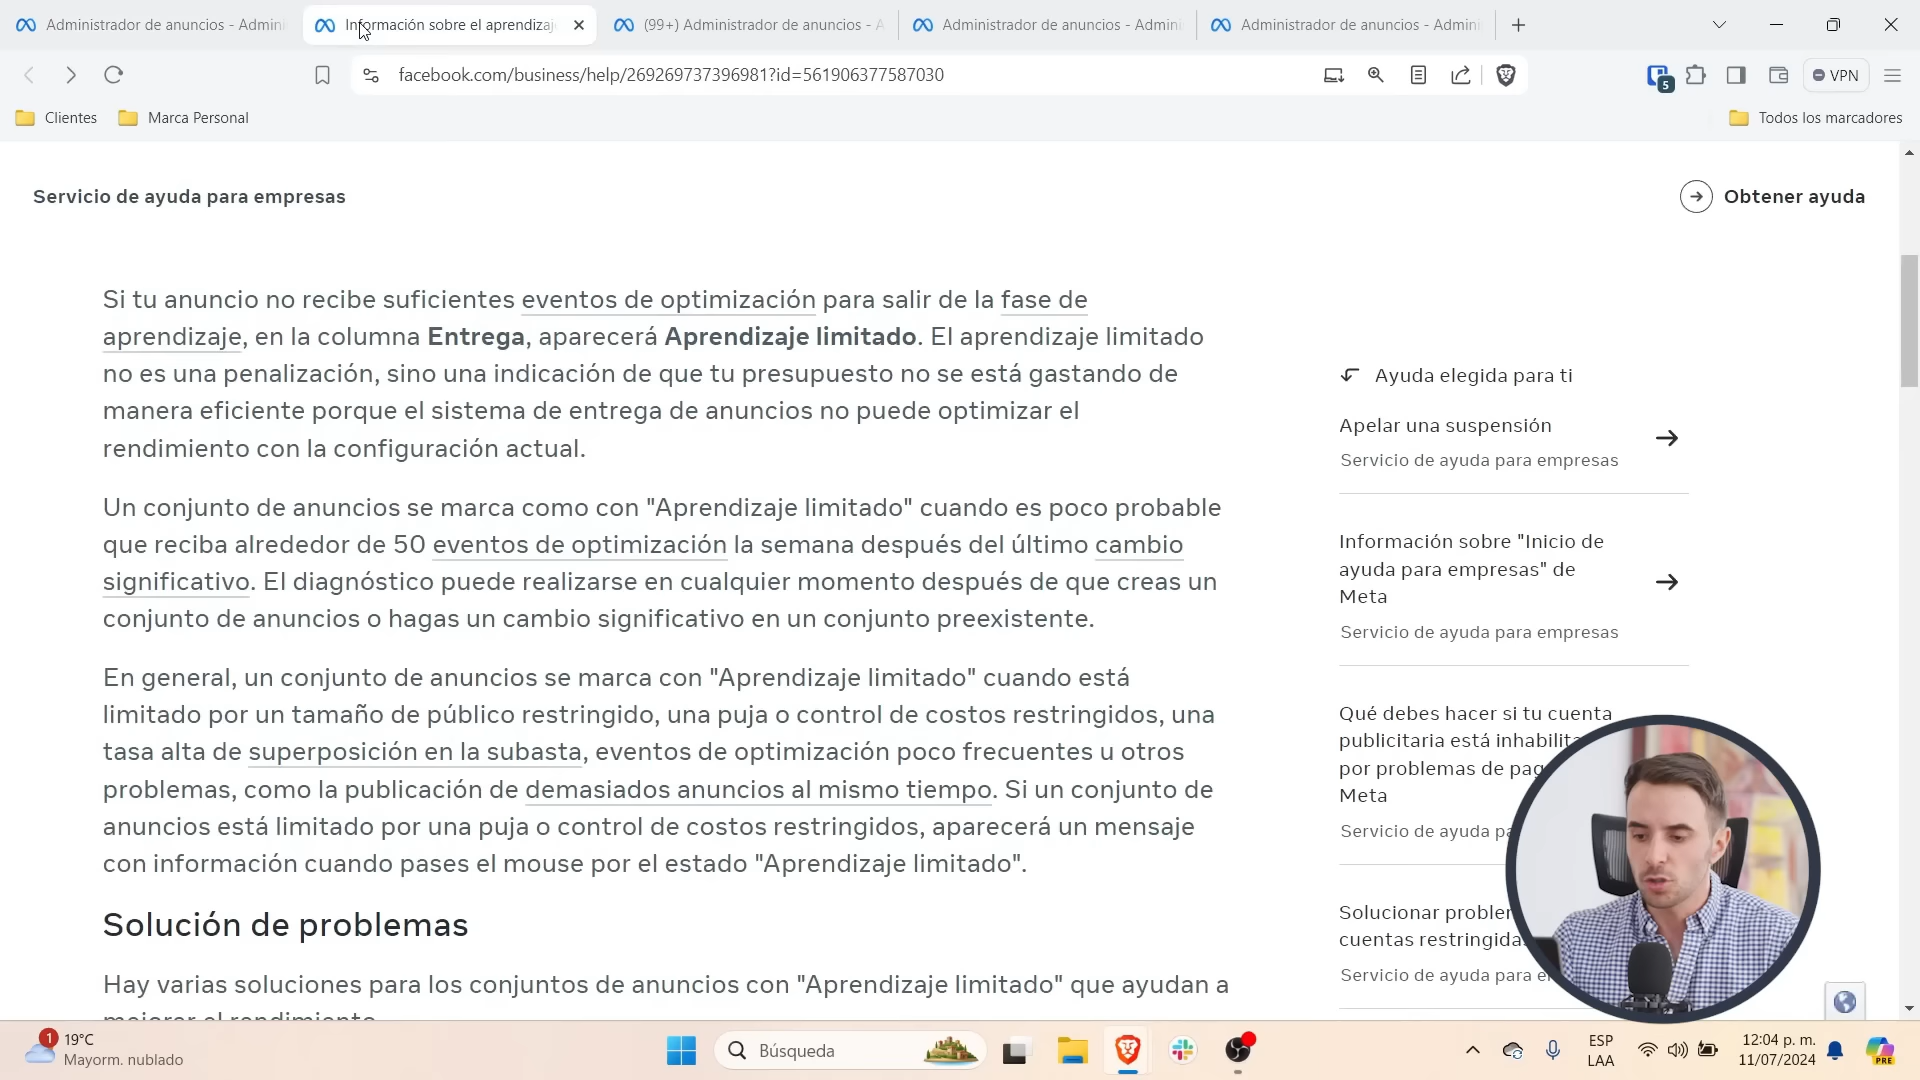 Administrador de anuncios - Admini
Información sobre el aprendizaje
(99+) Administrador de anuncios - A
Administrador de anuncios - Admini
Administrador de anuncios - Admini
facebook.com/business/help/269269737396981?id=561906377587030
5
VPN
Clientes
Marca Personal
Todos los marcadores
Servicio de ayuda para empresas
Obtener ayuda
Si tu anuncio no recibe suficientes eventos de optimización para salir de la fase de
aprendizaje, en la columna Entrega, aparecerá Aprendizaje limitado. El aprendizaje limitado
no es una penalización, sino una indicación de que tu presupuesto no se está gastando de
manera eficiente porque el sistema de entrega de anuncios no puede optimizar el
rendimiento con la configuración actual.
Un conjunto de anuncios se marca como con "Aprendizaje limitado" cuando es poco probable
que reciba alrededor de 50 eventos de optimización la semana después del último cambio
significativo. El diagnóstico puede realizarse en cualquier momento después de que creas un
conjunto de anuncios o hagas un cambio significativo en un conjunto preexistente.
En general, un conjunto de anuncios se marca con "Aprendizaje limitado" cuando está
limitado por un tamaño de público restringido, una puja o control de costos restringidos, una
tasa alta de superposición en la subasta, eventos de optimización poco frecuentes u otros
problemas, como la publicación de demasiados anuncios al mismo tiempo. Si un conjunto de
anuncios está limitado por una puja o control de costos restringidos, aparecerá un mensaje
con información cuando pases el mouse por el estado "Aprendizaje limitado".
Solución de problemas
Hay varias soluciones para los conjuntos de anuncios con "Aprendizaje limitado" que ayudan a
mejorar el rendimiento
Ayuda elegida para ti
Apelar una suspensión
Servicio de ayuda para empresas
Información sobre "Inicio de
ayuda para empresas" de
Meta
Servicio de ayuda para empresas
Qué debes hacer si tu cuenta
publicitaria está inhabilita
por problemas de pag
Meta
Servicio de ayuda pa
Solucionar problem
cuentas restringida
Servicio de ayuda para e
1
19°C
Mayorm. nublado
Búsqueda
ESP
LAA
12:04 p. m.
11/07/2024
PRE